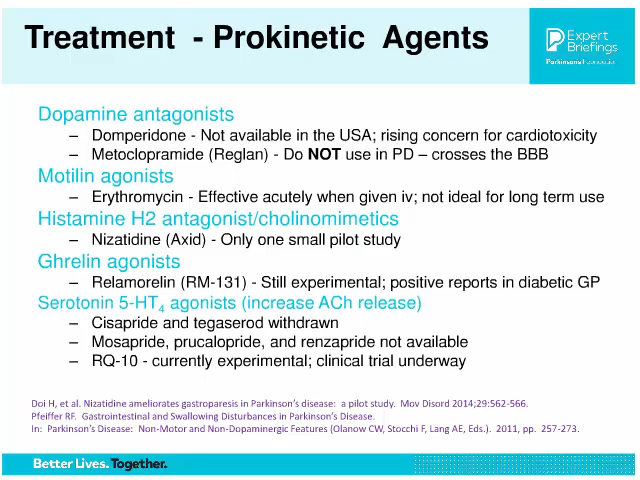 Treatment - Prokinetic Agents
Expert
Briefings
Parkinson's Foundation
Dopamine antagonists
– Domperidone - Not available in the USA; rising concern for cardiotoxicity
– Metoclopramide (Reglan) - Do NOT use in PD – crosses the BBB
Motilin agonists
– Erythromycin - Effective acutely when given iv; not ideal for long term use
Histamine H2 antagonist/cholinomimetics
– Nizatidine (Axid) - Only one small pilot study
Ghrelin agonists
– Relamorelin (RM-131) - Still experimental; positive reports in diabetic GP
Serotonin 5-HT4 agonists (increase ACh release)
– Cisapride and tegaserod withdrawn
– Mosapride, prucalopride, and renzapride not available
– RQ-10 - currently experimental; clinical trial underway
Doi H, et al. Nizatidine ameliorates gastroparesis in Parkinson's disease: a pilot study. Mov Disord 2014;29:562-566.
Pfeiffer RF. Gastrointestinal and Swallowing Disturbances in Parkinson's Disease.
In: Parkinson's Disease: Non-Motor and Non-Dopaminergic Features (Olanow CW, Stocchi F, Lang AE, Eds.). 2011, pp. 257-273.
Better Lives. Together.